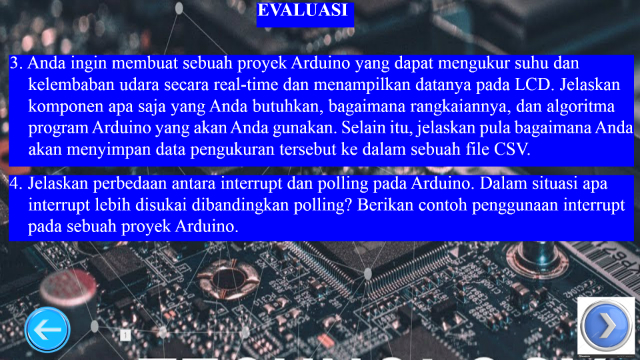 EVALUASI
3. Anda ingin membuat sebuah proyek Arduino yang dapat mengukur suhu dan
kelembaban udara secara real-time dan menampilkan datanya pada LCD. Jelaskan
komponen apa saja yang Anda butuhkan, bagaimana rangkaiannya, dan algoritma
program Arduino yang akan Anda gunakan. Selain itu, jelaskan pula bagaimana Anda
akan menyimpan data pengukuran tersebut ke dalam sebuah file CSV.
4. Jelaskan perbedaan antara interrupt dan polling pada Arduino. Dalam situasi apa
interrupt lebih disukai dibandingkan polling? Berikan contoh penggunaan interrupt
pada sebuah proyek Arduino.